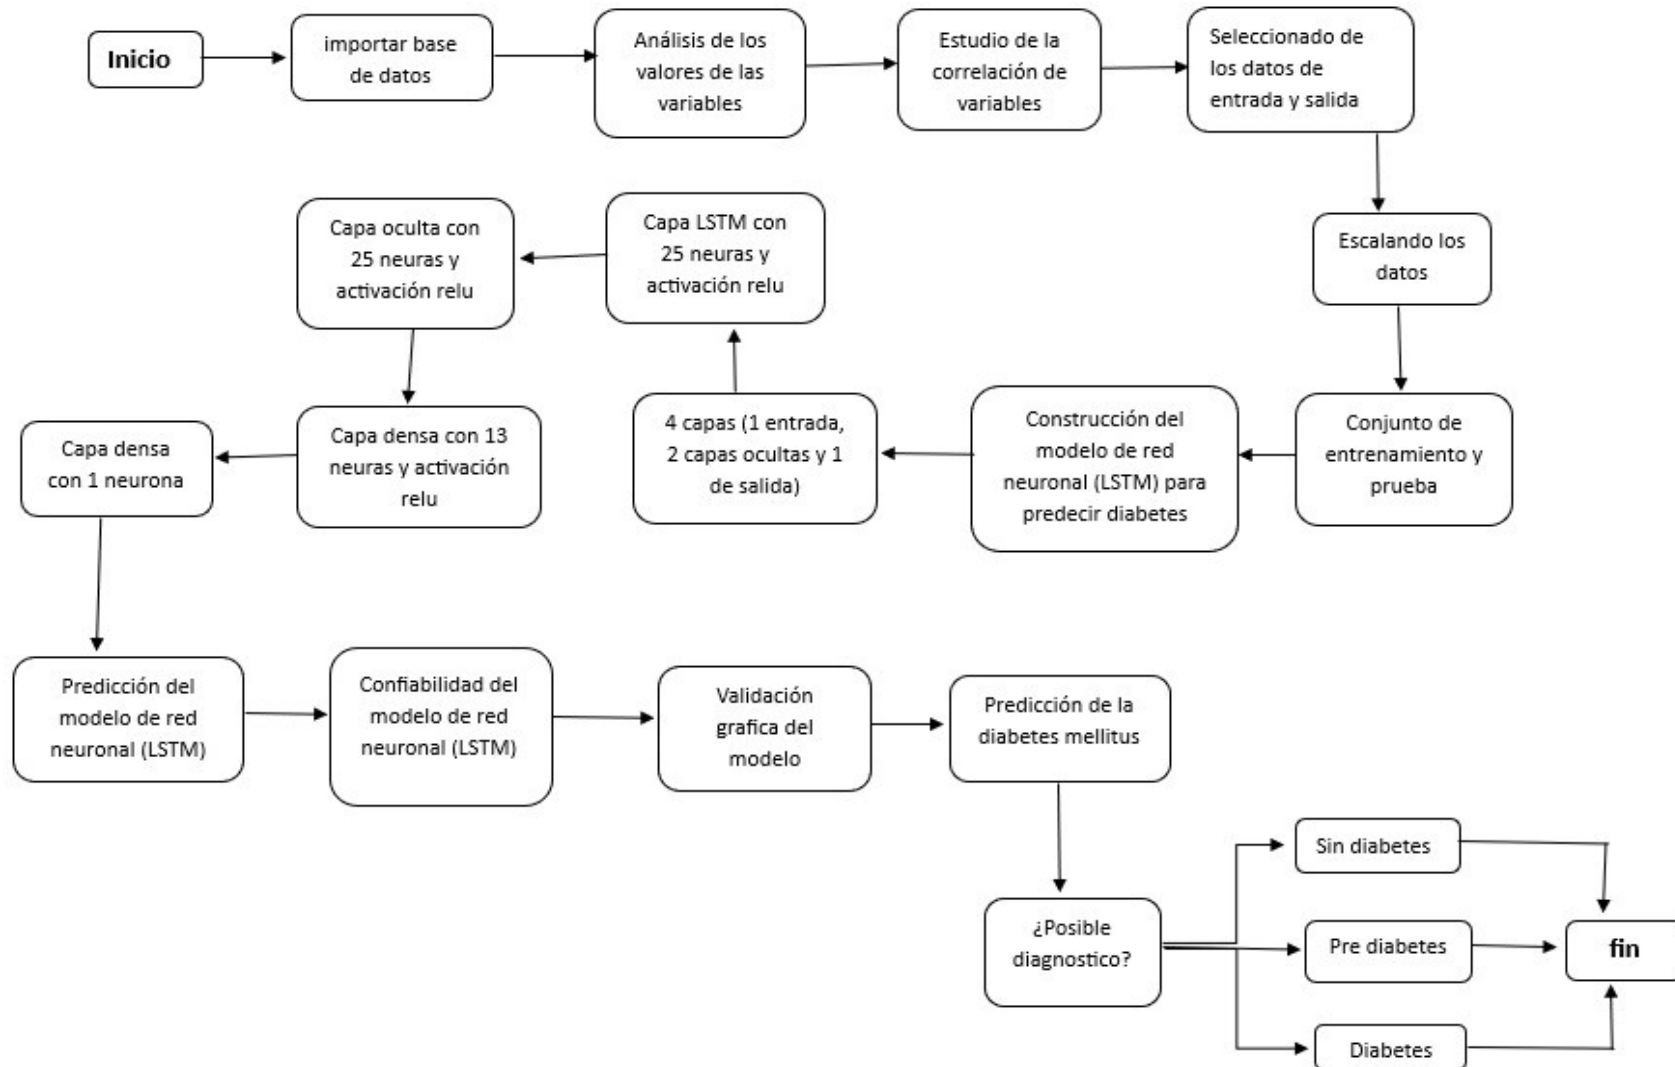 Inicio
importar base
de datos
Análisis de los
valores de las
variables
Estudio de la
correlación de
variables
Seleccionado de
los datos de
entrada y salida
Escalando los
datos
Conjunto de
entrenamiento y
prueba
Construcción del
modelo de red
neuronal (LSTM) para
predecir diabetes
4 capas (1 entrada,
2 capas ocultas y 1
de salida)
Capa LSTM con
25 neuras y
activación relu
Capa oculta con
25 neuras y
activación relu
Capa densa con 13
neuras y activación
relu
Capa densa
con 1 neurona
Predicción del
modelo de red
neuronal (LSTM)
Confiabilidad del
modelo de red
neuronal (LSTM)
Validación
grafica del
modelo
Predicción de la
diabetes mellitus
¿Posible
diagnostico?
Sin diabetes
Pre diabetes
Diabetes
fin